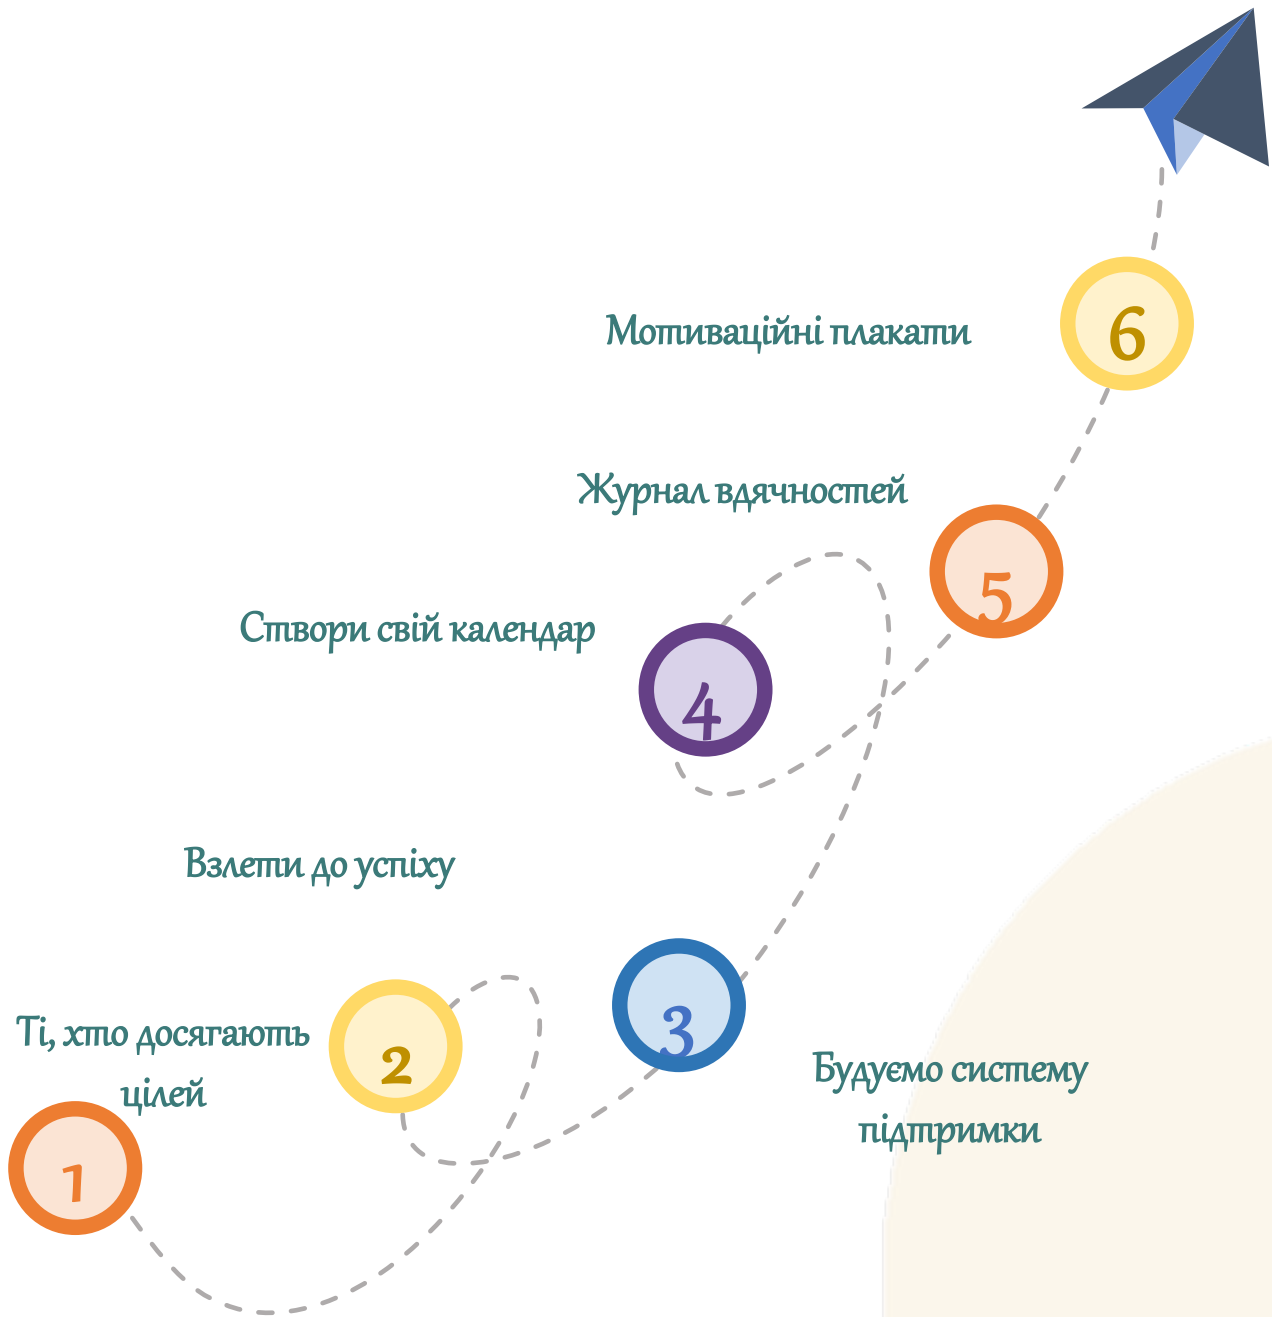 6
Мотиваційні плакати
Журнал вдячностей
5
Створи свій календар
4
Взлети до успіху
3
Ті, хто досягають
цілей
2
Будуємо систему
підтримки
1